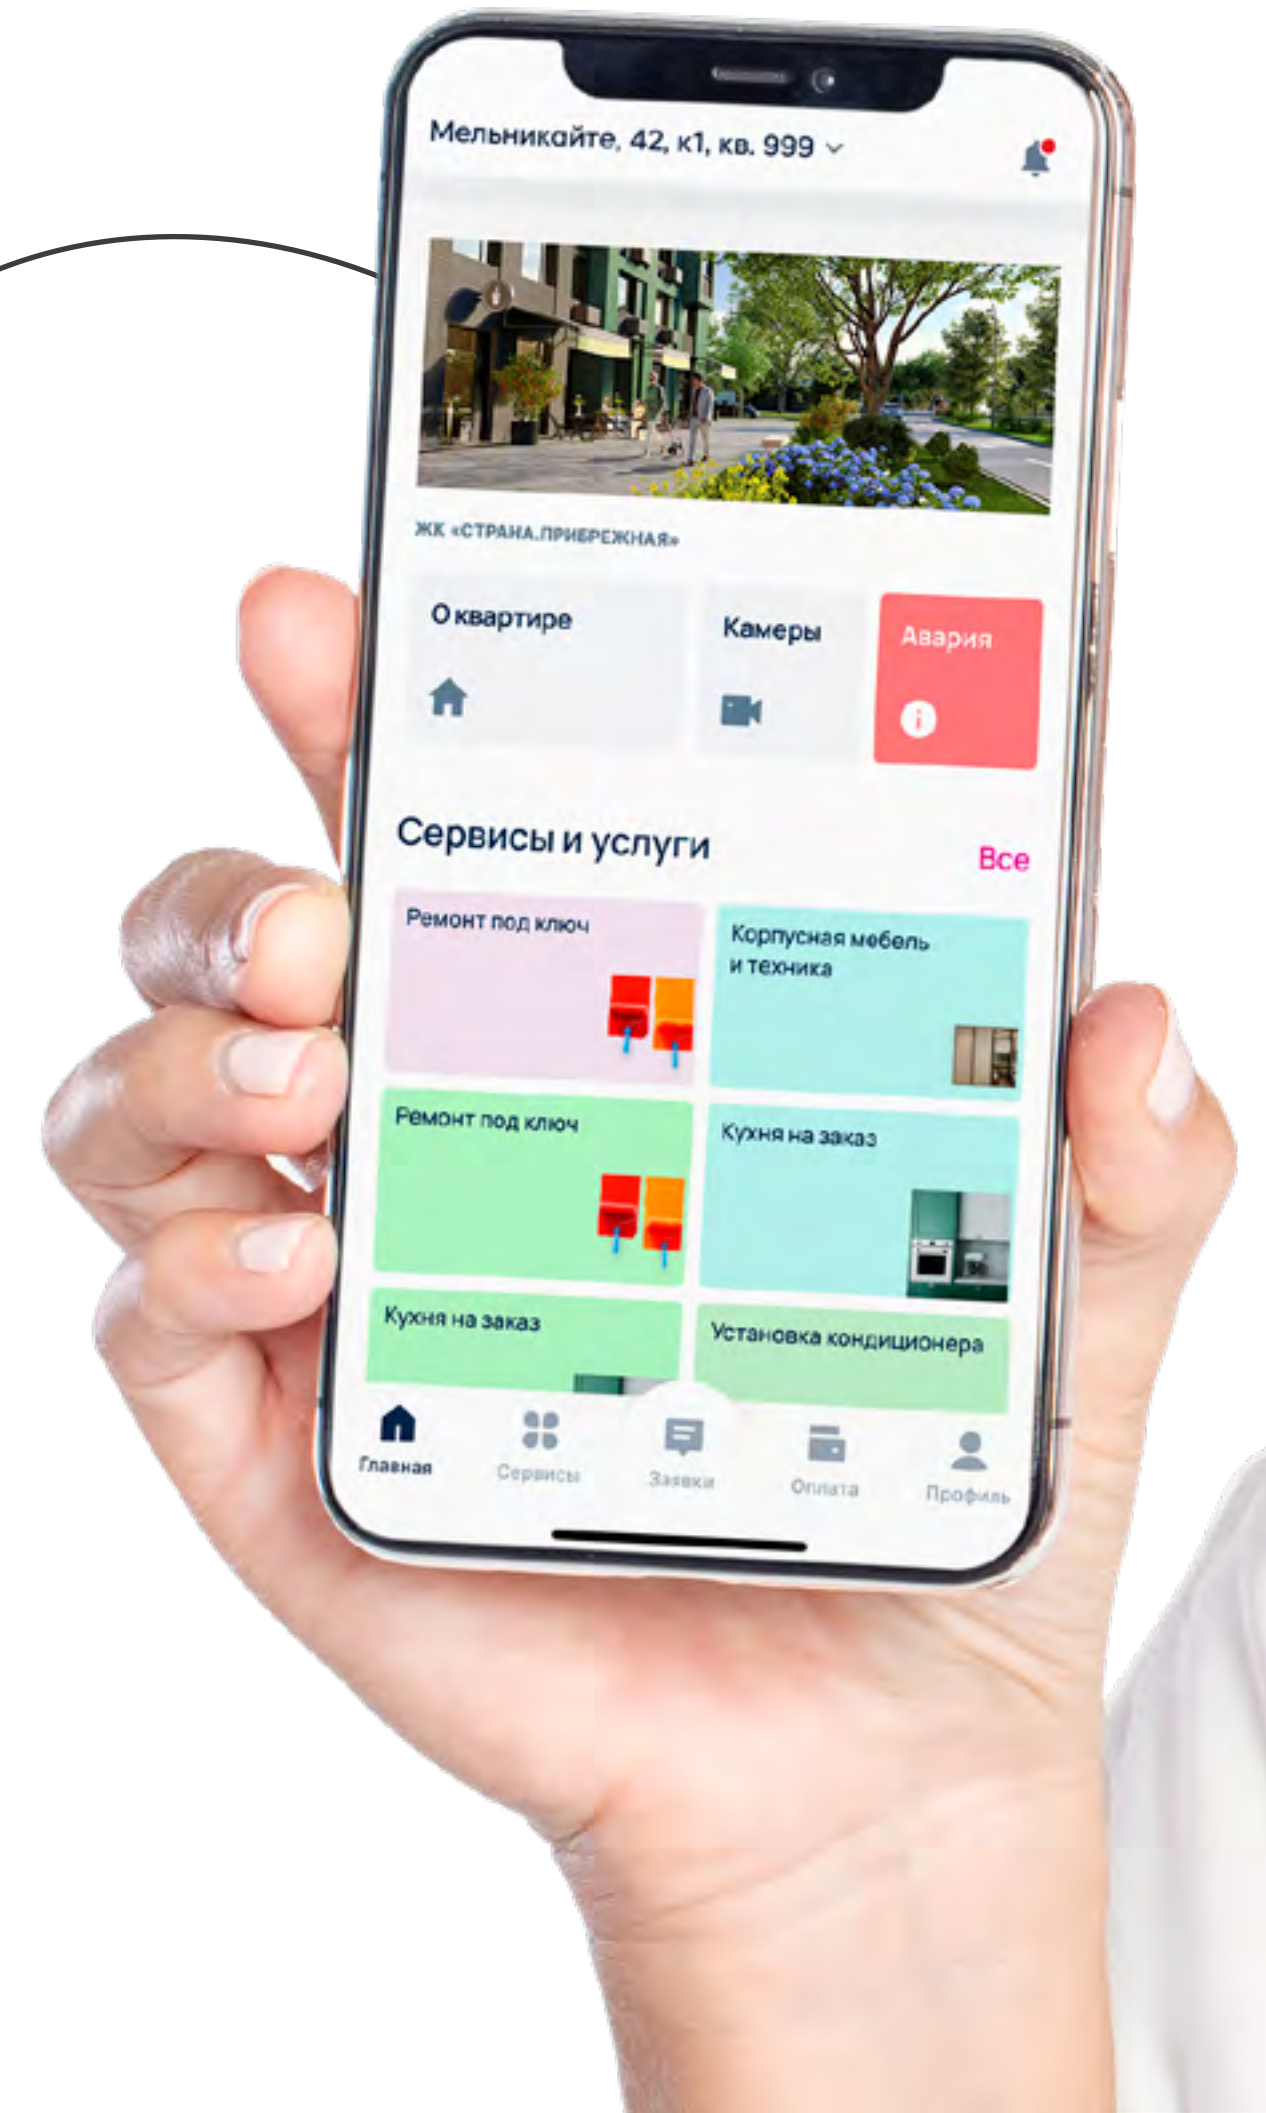 Мельникайте, 42, к1, кв. 999
ЖК «СТРАНА.ПРИБРЕЖНАЯ»
О квартире
Камеры
Авария
Сервисы и услуги
Все
Ремонт под ключ
Корпусная мебель
и техника
Ремонт под ключ
Кухня на заказ
Кухня на заказ
Установка кондиционера
Главная
Сервисы
Заявки
Оплата
Профиль